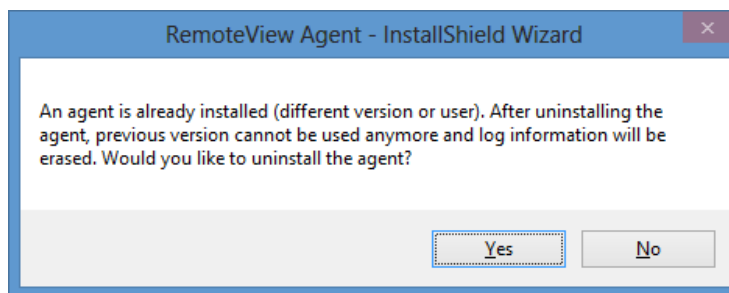 RemoteView Agent - InstallShield Wizard
An agent is already installed (different version or user). After uninstalling the
agent, previous version cannot be used anymore and log information will be
erased. Would you like to uninstall the agent?
Yes
No